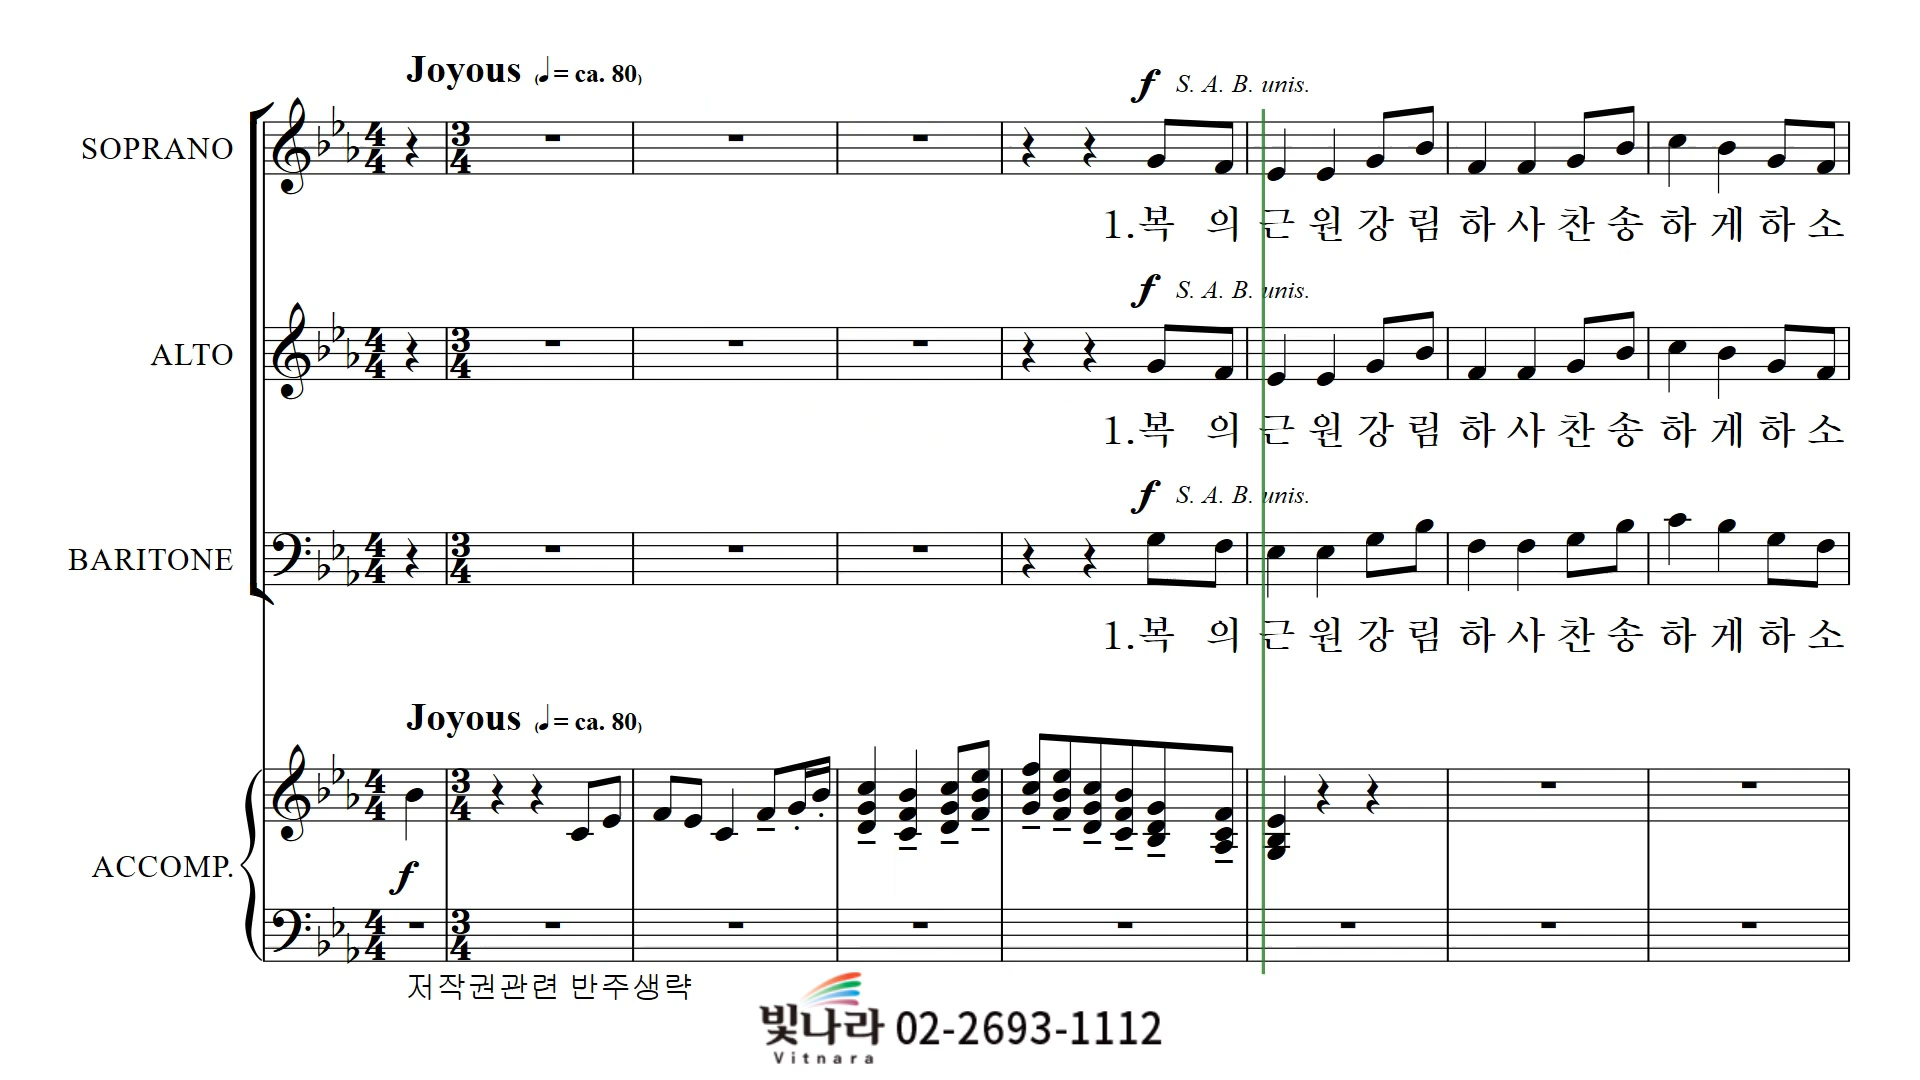 Joyous (♩= ca. 80)
f S. A. B. unis.
SOPRANO
1.복 의 근 원 강 림 하 사 찬 송 하 게 하 소
f S. A. B. unis.
ALTO
1.복 의 근 원 강 림 하 사 찬 송 하 게 하 소
f S. A. B. unis.
BARITONE
1.복 의 근 원 강 림 하 사 찬 송 하 게 하 소
Joyous (♩= ca. 80)
ACCOMP.
f
저작권관련 반주생략
빛나라 02-2693-1112
Vitnara